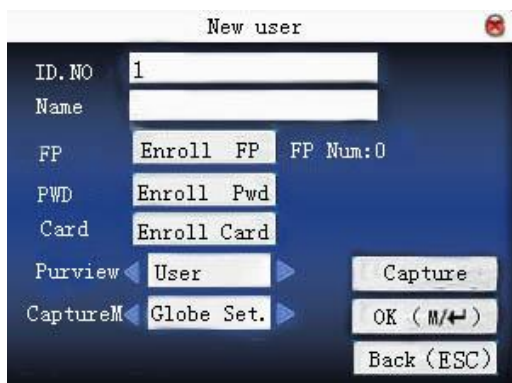 New user
ID.NO 1
Name
FP Enroll FP FP Num:0
PWD Enroll Pwd
Card Enroll Card
Purview User Capture
CaptureM Globe Set. OK (M/↵)
Back (ESC)